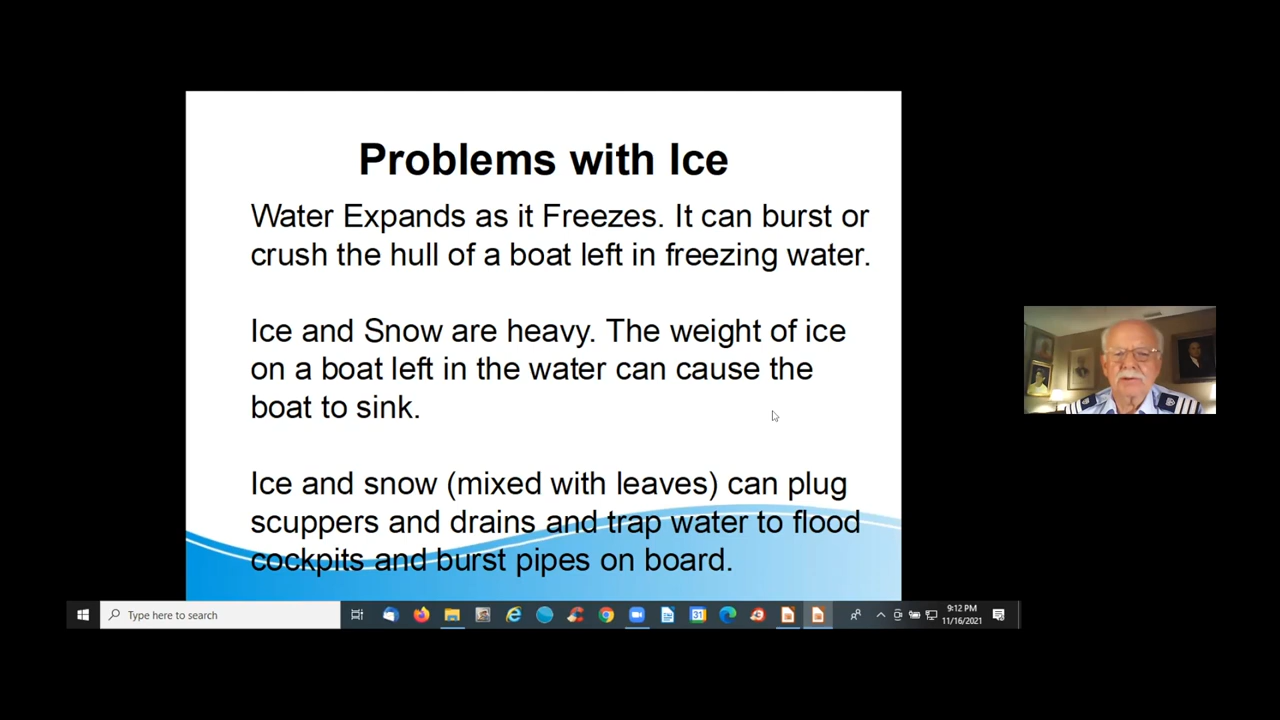 Problems with Ice
Water Expands as it Freezes. It can burst or
crush the hull of a boat left in freezing water.
Ice and Snow are heavy. The weight of ice
on a boat left in the water can cause the
boat to sink.
Ice and snow (mixed with leaves) can plug
scuppers and drains and trap water to flood
cockpits and burst pipes on board.
Type here to search
31
9:12 PM
11/16/2021